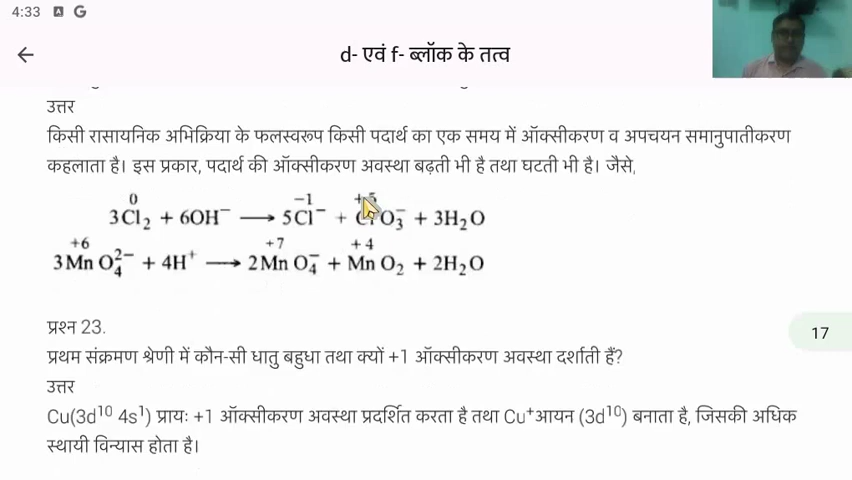 4:33 A G
d- एवं f- ब्लॉक के तत्व
उत्तर
किसी रासायनिक अभिक्रिया के फलस्वरूप किसी पदार्थ का एक समय में ऑक्सीकरण व अपचयन समानुपातीकरण
कहलाता है। इस प्रकार, पदार्थ की ऑक्सीकरण अवस्था बढ़ती भी है तथा घटती भी है। जैसे,
0 −1 +5
3Cl₂ + 6OH⁻ ⟶ 5Cl⁻ + ClO₃⁻ + 3H₂O
+6 +7 +4
3MnO₄²⁻ + 4H⁺ ⟶ 2MnO₄⁻ + MnO₂ + 2H₂O
प्रश्न 23.
17
प्रथम संक्रमण श्रेणी में कौन-सी धातु बहुधा तथा क्यों +1 ऑक्सीकरण अवस्था दर्शाती हैं?
उत्तर
Cu(3d¹⁰ 4s¹) प्रायः +1 ऑक्सीकरण अवस्था प्रदर्शित करता है तथा Cu⁺आयन (3d¹⁰) बनाता है, जिसकी अधिक
स्थायी विन्यास होता है।